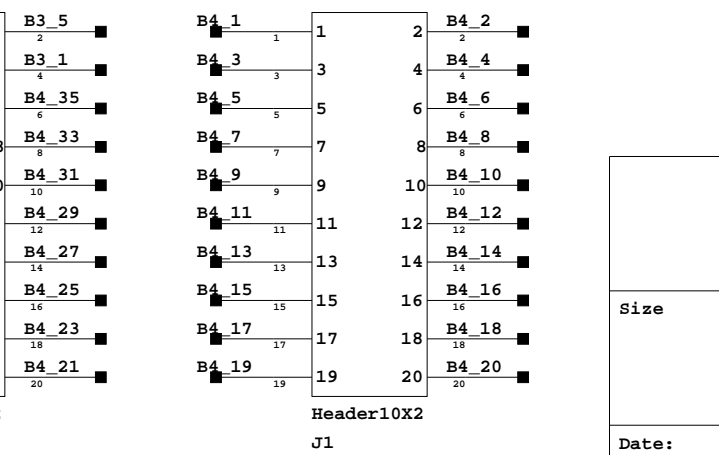 B3_5 B4_1 1 2 B4_2
2 1 2
B3_1 B4_3 3 4 B4_4
4 3 4
B4_35 B4_5 5 6 B4_6
6 5 6
B4_33 B4_7 7 8 B4_8
8 7 8
B4_31 B4_9 9 10 B4_10
10 9 10
B4_29 B4_11 11 12 B4_12
12 11 12
B4_27 B4_13 13 14 B4_14
14 13 14
B4_25 B4_15 15 16 B4_16
16 15 16
B4_23 B4_17 17 18 B4_18
18 17 18
B4_21 B4_19 19 20 B4_20
20 19 20
Header10X2
J1
Size
Date: